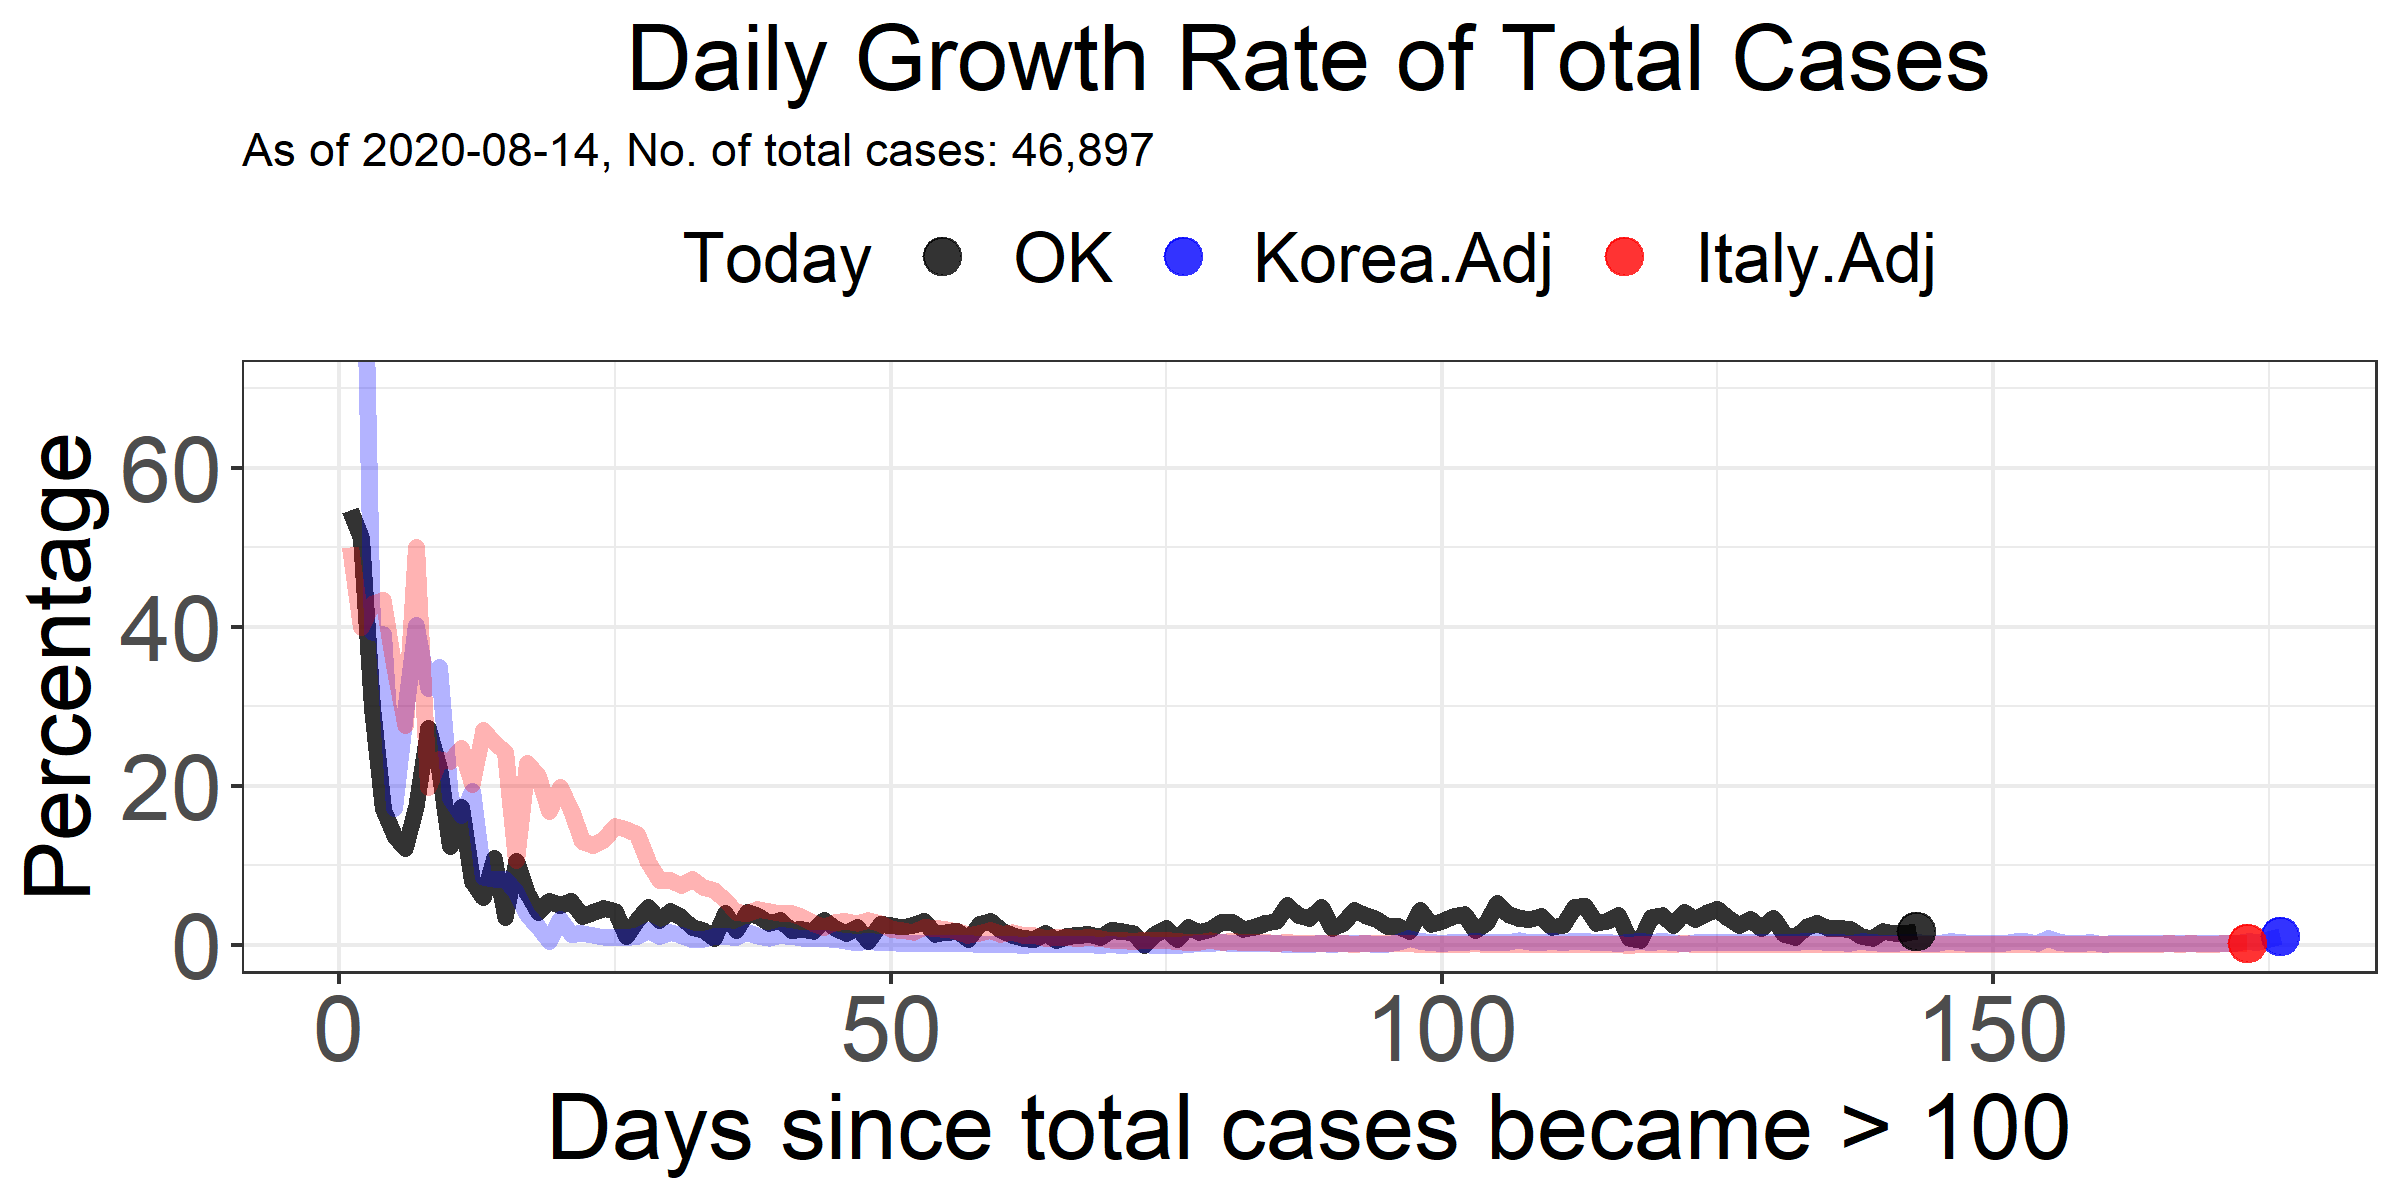 Daily Growth Rate of Total Cases
As of 2020-08-14, No. of total cases: 46,897
Today OK Korea.Adj Italy.Adj
Percentage
60
40
20
0
0 50 100 150
Days since total cases became > 100